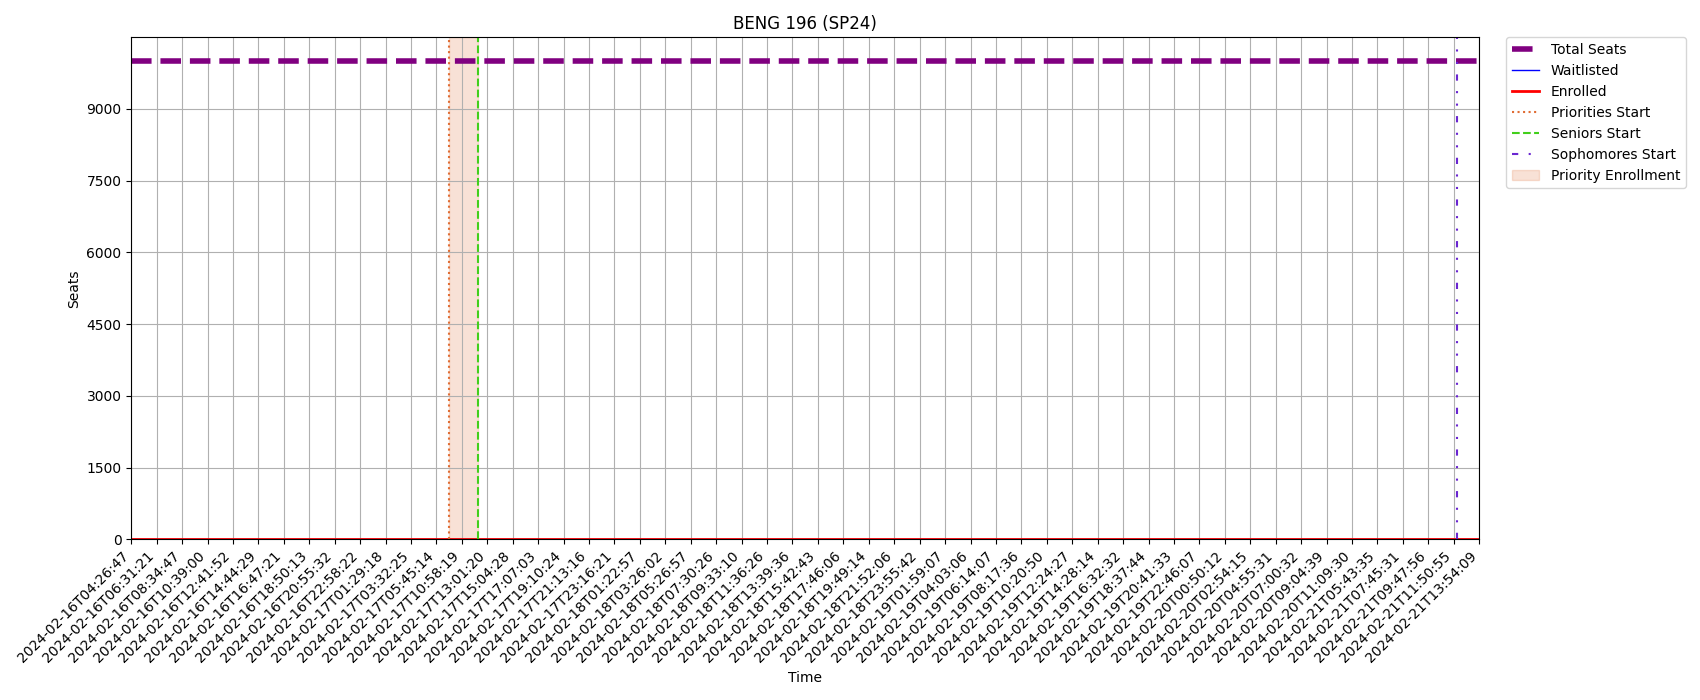 BENG 196 (SP24)
Total Seats
Waitlisted
Enrolled
Priorities Start
Seniors Start
Sophomores Start
Priority Enrollment
Seats
9000
7500
6000
4500
3000
1500
0
2024-02-16T04:26:47
2024-02-16T06:31:21
2024-02-16T08:34:47
2024-02-16T10:39:00
2024-02-16T12:41:52
2024-02-16T14:44:29
2024-02-16T16:47:21
2024-02-16T18:50:13
2024-02-16T20:55:32
2024-02-16T22:58:22
2024-02-17T01:29:18
2024-02-17T03:32:25
2024-02-17T05:45:14
2024-02-17T10:58:19
2024-02-17T13:01:20
2024-02-17T15:04:28
2024-02-17T17:07:03
2024-02-17T19:10:24
2024-02-17T21:13:16
2024-02-17T23:16:21
2024-02-18T01:22:57
2024-02-18T03:26:02
2024-02-18T05:26:57
2024-02-18T07:30:26
2024-02-18T09:33:10
2024-02-18T11:36:26
2024-02-18T13:39:36
2024-02-18T15:42:43
2024-02-18T17:46:06
2024-02-18T19:49:14
2024-02-18T21:52:06
2024-02-18T23:55:42
2024-02-19T01:59:07
2024-02-19T04:03:06
2024-02-19T06:14:07
2024-02-19T08:17:36
2024-02-19T10:20:50
2024-02-19T12:24:27
2024-02-19T14:28:14
2024-02-19T16:32:32
2024-02-19T18:37:44
2024-02-19T20:41:33
2024-02-19T22:46:07
2024-02-20T00:50:12
2024-02-20T02:54:15
2024-02-20T04:55:31
2024-02-20T07:00:32
2024-02-20T09:04:39
2024-02-20T11:09:30
2024-02-21T05:43:35
2024-02-21T07:45:31
2024-02-21T09:47:56
2024-02-21T11:50:55
2024-02-21T13:54:09
Time